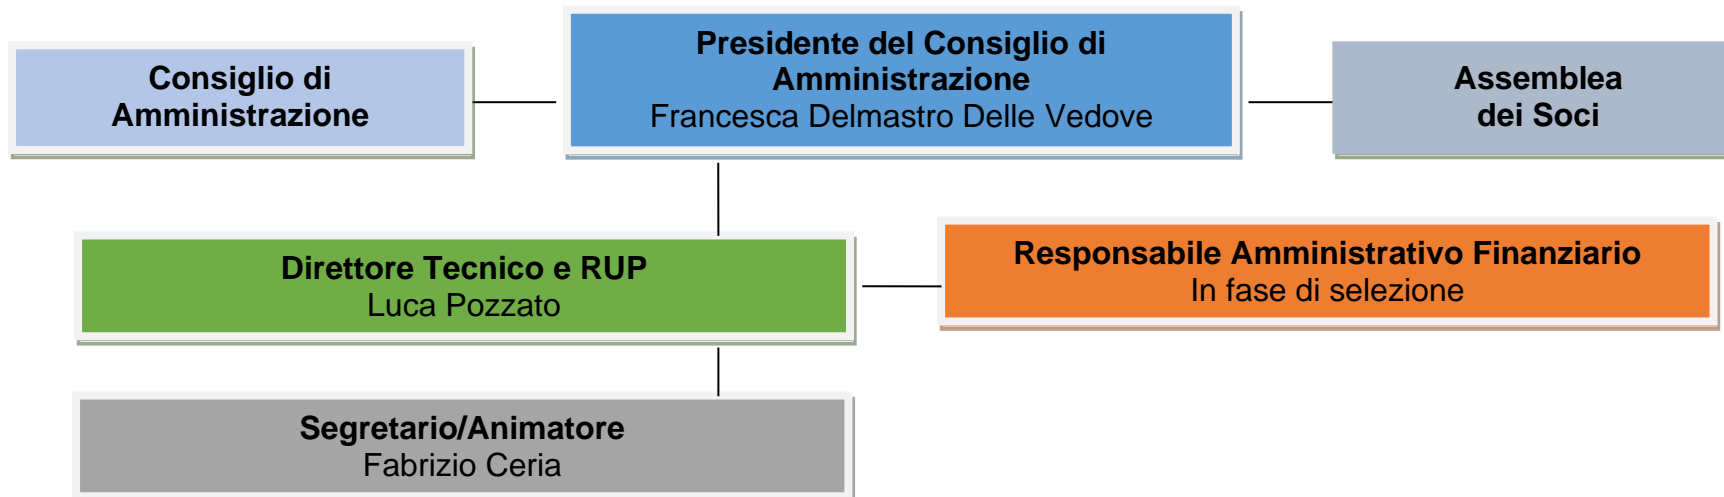 Consiglio di
Amministrazione
Presidente del Consiglio di
Amministrazione
Francesca Delmastro Delle Vedove
Assemblea
dei Soci
Direttore Tecnico e RUP
Luca Pozzato
Responsabile Amministrativo Finanziario
In fase di selezione
Segretario/Animatore
Fabrizio Ceria